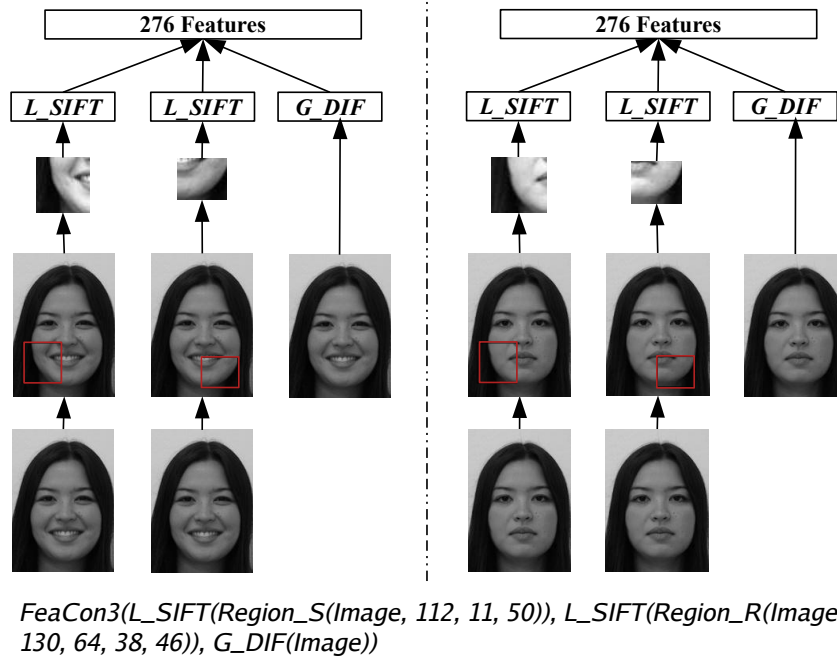 276 Features
276 Features
L_SIFT L_SIFT G_DIF
L_SIFT L_SIFT G_DIF
FeaCon3(L_SIFT(Region_S(Image, 112, 11, 50)), L_SIFT(Region_R(Image
130, 64, 38, 46)), G_DIF(Image))